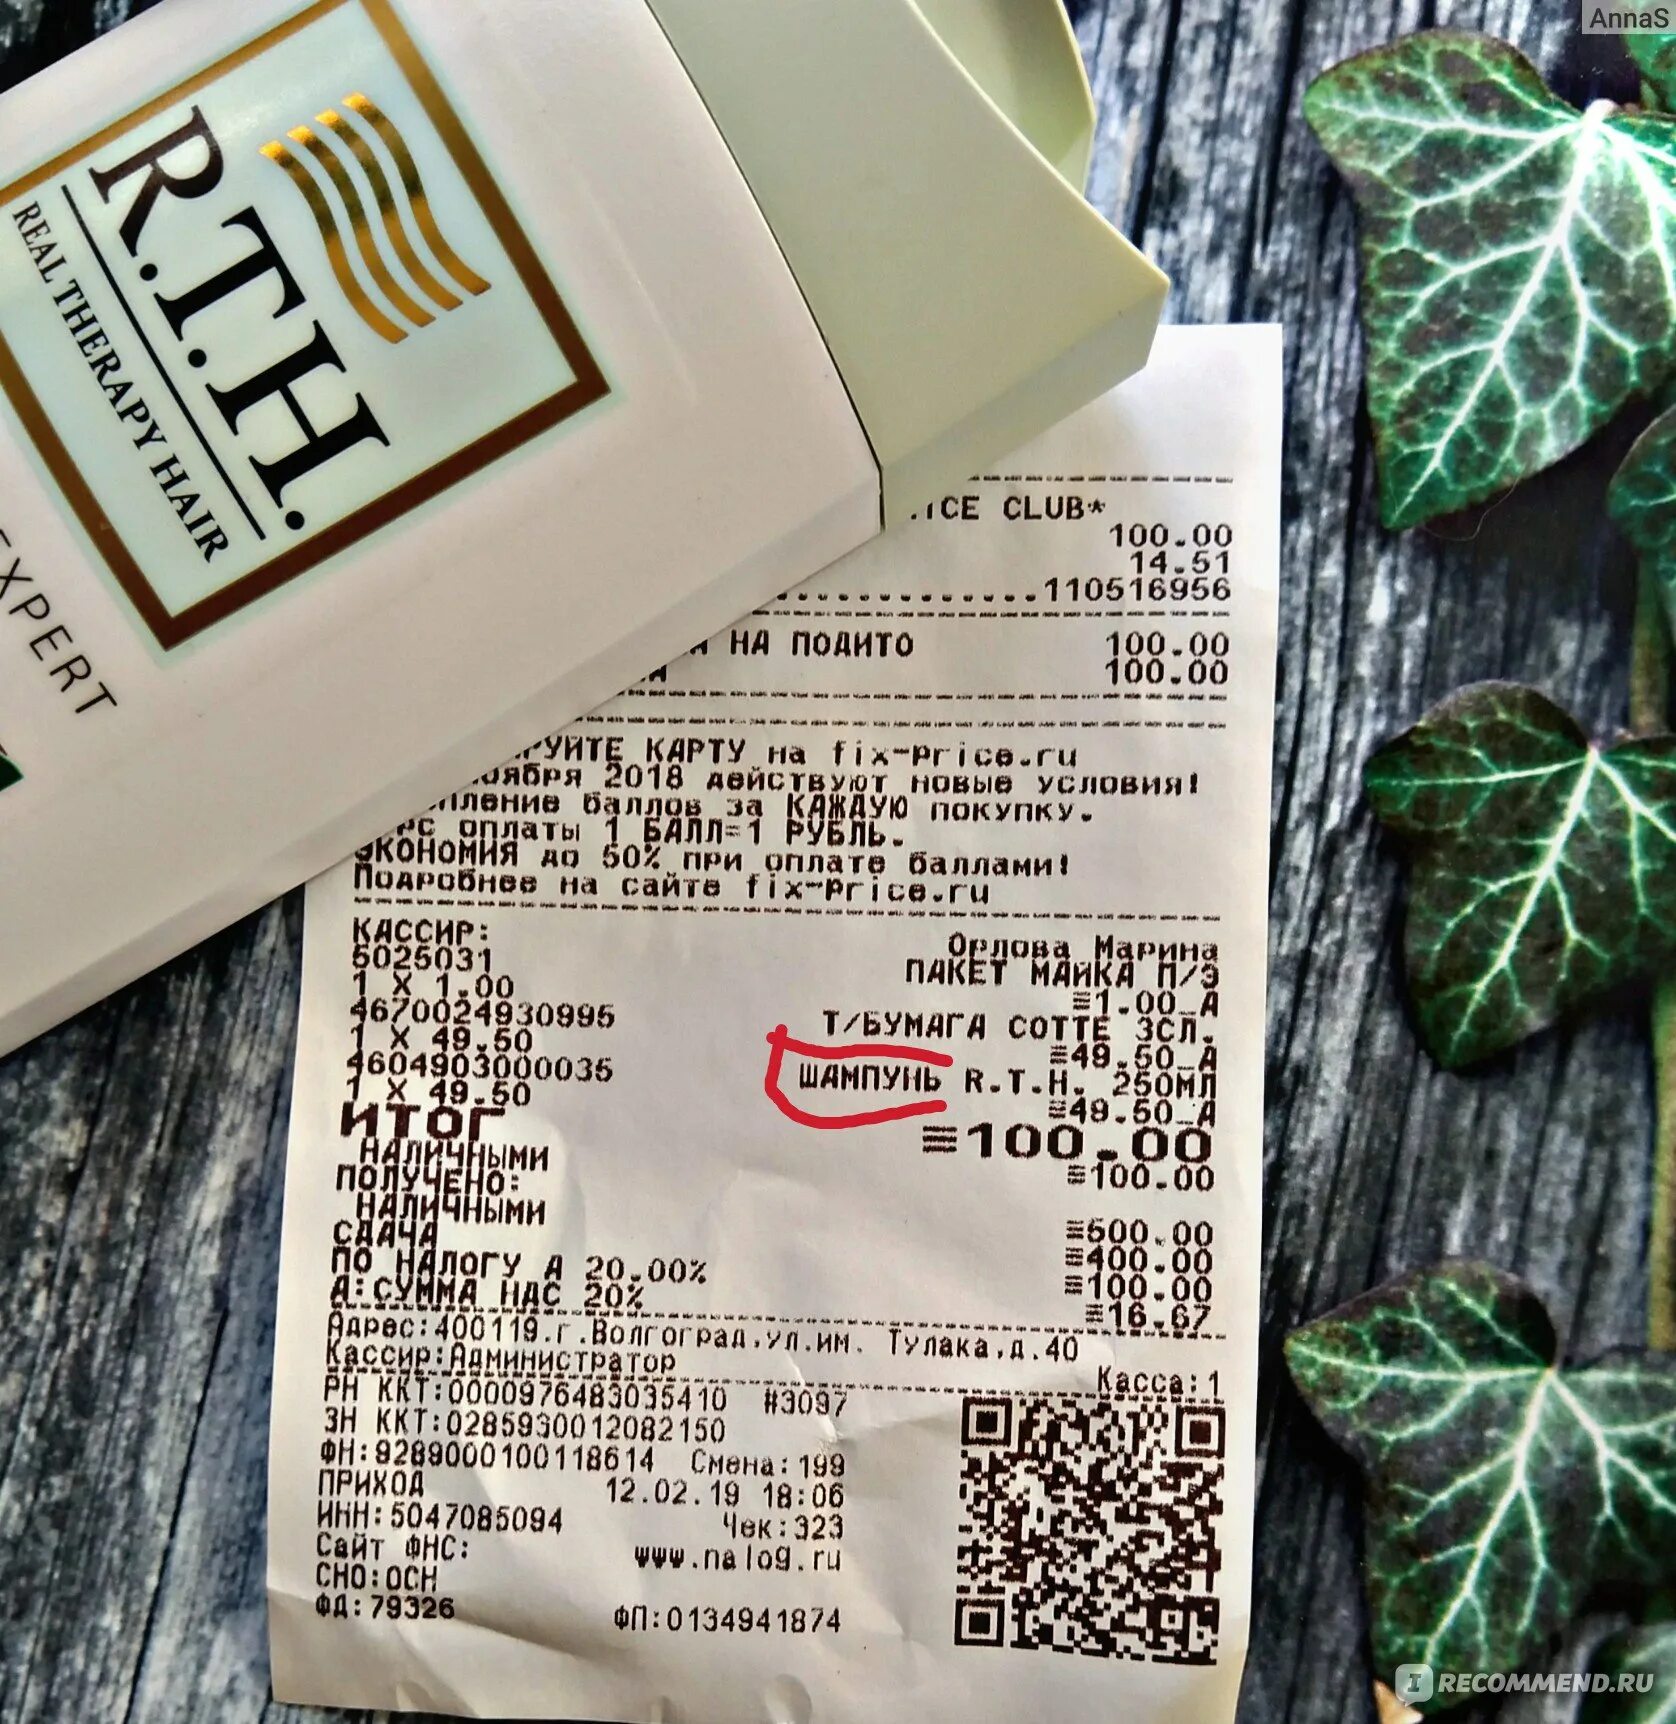 AnnaS
R.T.H.
REAL THERAPY HAIR
EXPERT
ICE CLUB*
100.00
14.51
..............110516956
НА ПОДИТО 100.00
100.00
РУЙТЕ КАРТУ на fix-price.ru
ноября 2018 действуют новые условия!
пление баллов за КАЖДУЮ покупку.
рс оплаты 1 БАЛЛ=1 РУБЛЬ.
ЭКОНОМИЯ до 50% при оплате баллами!
Подробнее на сайте fix-price.ru
КАССИР: Орлова Марина
5025031 ПАКЕТ МАЙКА П/Э
1 X 1.00 ≡1.00_А
4670024930995 Т/БУМАГА СОТТЕ 3СЛ.
1 X 49.50 ≡49.50_А
4604903000035 ШАМПУНЬ R.T.H. 250МЛ
1 X 49.50 ≡49.50_А
ИТОГ ≡100.00
НАЛИЧНЫМИ ≡100.00
ПОЛУЧЕНО:
НАЛИЧНЫМИ ≡500.00
СДАЧА ≡400.00
ПО НАЛОГУ А 20.00% ≡100.00
А:СУММА НДС 20% ≡16.67
Адрес:400119.г.Волгоград,ул.им. Тулака,д.40
Кассир:Администратор Касса:1
РН ККТ:0000976483035410 #3097
ЗН ККТ:0285930012082150
ФН:9289000100118614 Смена:199
ПРИХОД 12.02.19 18:06
ИНН:5047085094 Чек:323
Сайт ФНС: www.nalog.ru
СНО:ОСН
ФД:79326 ФП:0134941874
IRECOMMEND.RU